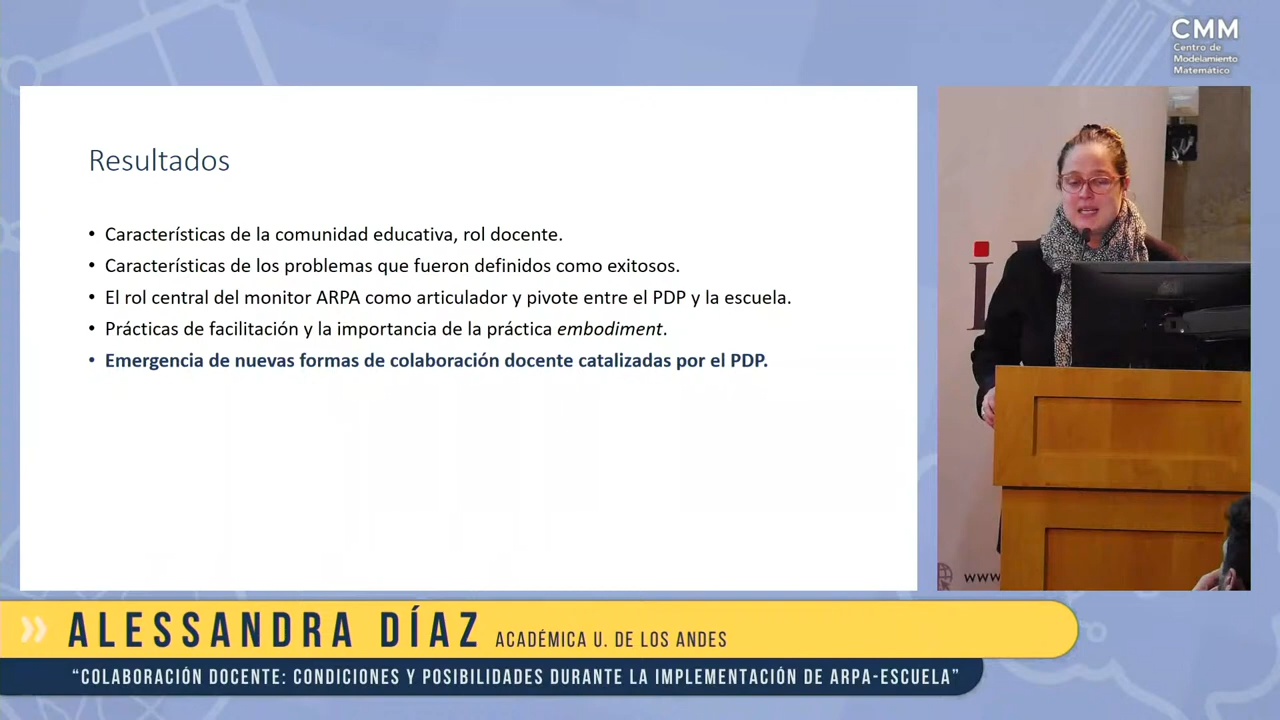 CMM
Centro de
Modelamiento
Matemático
Resultados
• Características de la comunidad educativa, rol docente.
• Características de los problemas que fueron definidos como exitosos.
• El rol central del monitor ARPA como articulador y pivote entre el PDP y la escuela.
• Prácticas de facilitación y la importancia de la práctica embodiment.
• Emergencia de nuevas formas de colaboración docente catalizadas por el PDP.
www
ALESSANDRA DÍAZ ACADÉMICA U. DE LOS ANDES
“COLABORACIÓN DOCENTE: CONDICIONES Y POSIBILIDADES DURANTE LA IMPLEMENTACIÓN DE ARPA-ESCUELA”